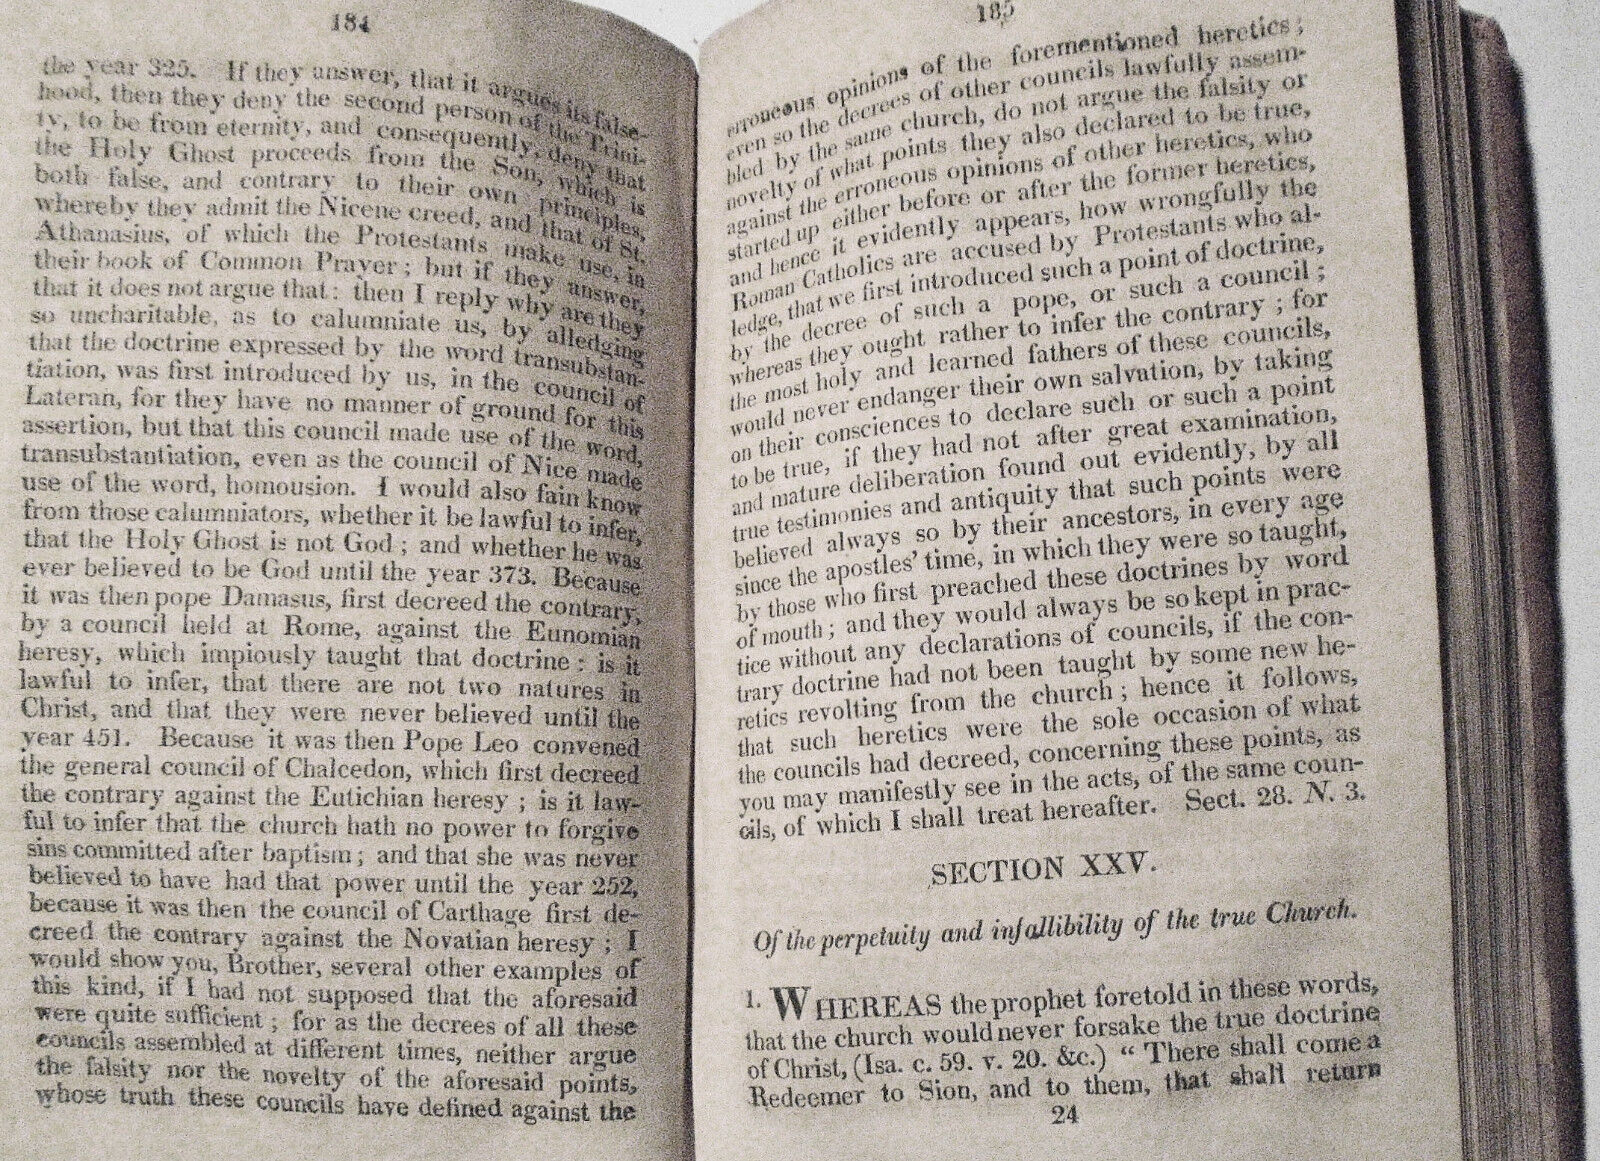 184
the year 325. If they answer, that it argues its false-
hood, then they deny the second person of the Trini-
ty, to be from eternity, and consequently, deny that
the Holy Ghost proceeds from the Son, which is
both false, and contrary to their own principles,
whereby they admit the Nicene creed, and that of St.
Athanasius, of which the Protestants make use, in
their book of Common Prayer; but if they answer,
that it does not argue that: then I reply why are they
so uncharitable, as to calumniate us, by alledging
that the doctrine expressed by the word transubstan-
tiation, was first introduced by us, in the council of
Lateran, for they have no manner of ground for this
assertion, but that this council made use of the word,
transubstantiation, even as the council of Nice made
use of the word, homousion. I would also fain know
from those calumniators, whether it be lawful to infer,
that the Holy Ghost is not God; and whether he was
ever believed to be God until the year 373. Because
it was then pope Damasus, first decreed the contrary,
by a council held at Rome, against the Eunomian
heresy, which impiously taught that doctrine: is it
lawful to infer, that there are not two natures in
Christ, and that they were never believed until the
year 451. Because it was then Pope Leo convened
the general council of Chalcedon, which first decreed
the contrary against the Eutichian heresy; is it law-
ful to infer that the church hath no power to forgive
sins committed after baptism; and that she was never
believed to have had that power until the year 252,
because it was then the council of Carthage first de-
creed the contrary against the Novatian heresy; I
would show you, Brother, several other examples of
this kind, if I had not supposed that the aforesaid
were quite sufficient; for as the decrees of all these
councils assembled at different times, neither argue
the falsity nor the novelty of the aforesaid points,
whose truth these councils have defined against the
185
erroneous opinions of the forementioned heretics;
even so the decrees of other councils lawfully assem-
bled by the same church, do not argue the falsity or
novelty of what points they also declared to be true,
against the erroneous opinions of other heretics, who
started up either before or after the former heretics,
and hence it evidently appears, how wrongfully the
Roman Catholics are accused by Protestants who al-
ledge, that we first introduced such a point of doctrine,
by the decree of such a pope, or such a council;
whereas they ought rather to infer the contrary; for
the most holy and learned fathers of these councils,
would never endanger their own salvation, by taking
on their consciences to declare such or such a point
to be true, if they had not after great examination,
and mature deliberation found out evidently, by all
true testimonies and antiquity that such points were
believed always so by their ancestors, in every age
since the apostles' time, in which they were so taught,
by those who first preached these doctrines by word
of mouth; and they would always be so kept in prac-
tice without any declarations of councils, if the con-
trary doctrine had not been taught by some new he-
retics revolting from the church; hence it follows,
that such heretics were the sole occasion of what
the councils had decreed, concerning these points, as
you may manifestly see in the acts, of the same coun-
cils, of which I shall treat hereafter. Sect. 28. N. 3.
SECTION XXV.
Of the perpetuity and infallibility of the true Church.
1. WHEREAS the prophet foretold in these words,
that the church would never forsake the true doctrine
of Christ, (Isa. c. 59. v. 20. &c.) "There shall come a
Redeemer to Sion, and to them, that shall return
24